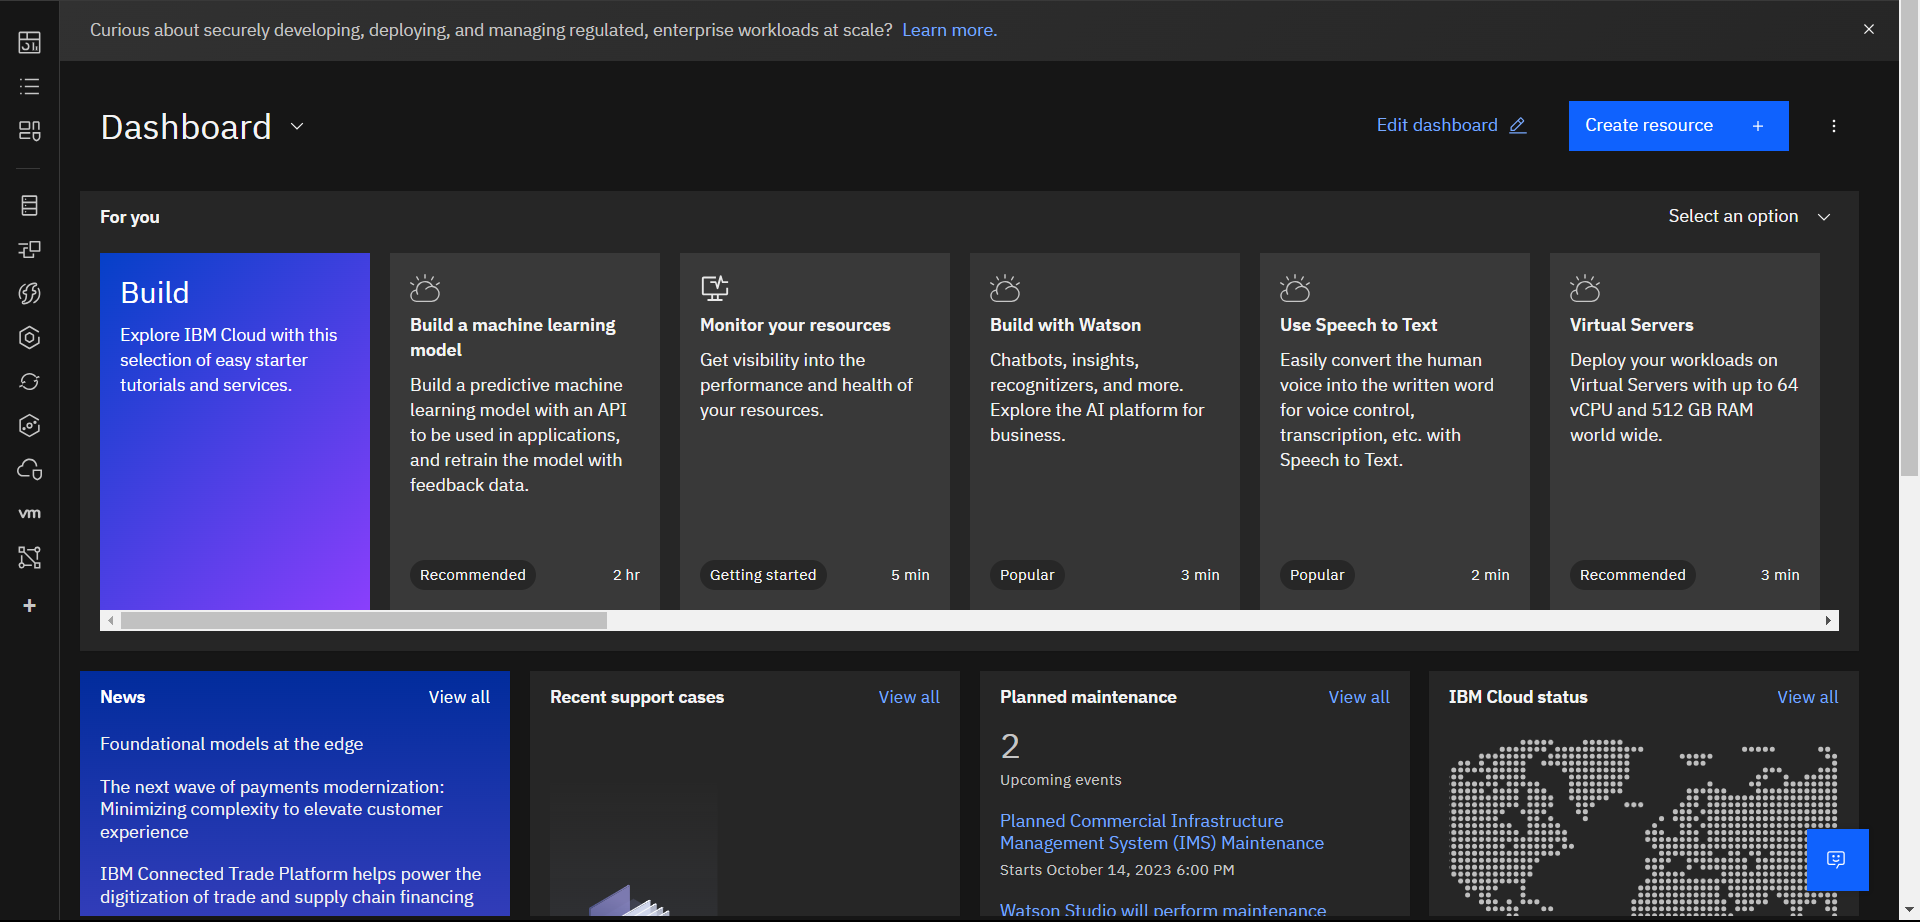 Curious about securely developing, deploying, and managing regulated, enterprise workloads at scale? Learn more.
Dashboard
Edit dashboard
Create resource +
For you
Select an option
Build
Explore IBM Cloud with this
selection of easy starter
tutorials and services.
Build a machine learning
model
Build a predictive machine
learning model with an API
to be used in applications,
and retrain the model with
feedback data.
Recommended 2 hr
Monitor your resources
Get visibility into the
performance and health of
your resources.
Getting started 5 min
Build with Watson
Chatbots, insights,
recognitizers, and more.
Explore the AI platform for
business.
Popular 3 min
Use Speech to Text
Easily convert the human
voice into the written word
for voice control,
transcription, etc. with
Speech to Text.
Popular 2 min
Virtual Servers
Deploy your workloads on
Virtual Servers with up to 64
vCPU and 512 GB RAM
world wide.
Recommended 3 min
vm
News View all
Foundational models at the edge
The next wave of payments modernization:
Minimizing complexity to elevate customer
experience
IBM Connected Trade Platform helps power the
digitization of trade and supply chain financing
Recent support cases View all
Planned maintenance View all
2
Upcoming events
Planned Commercial Infrastructure
Management System (IMS) Maintenance
Starts October 14, 2023 6:00 PM
Watson Studio will perform maintenance
IBM Cloud status View all